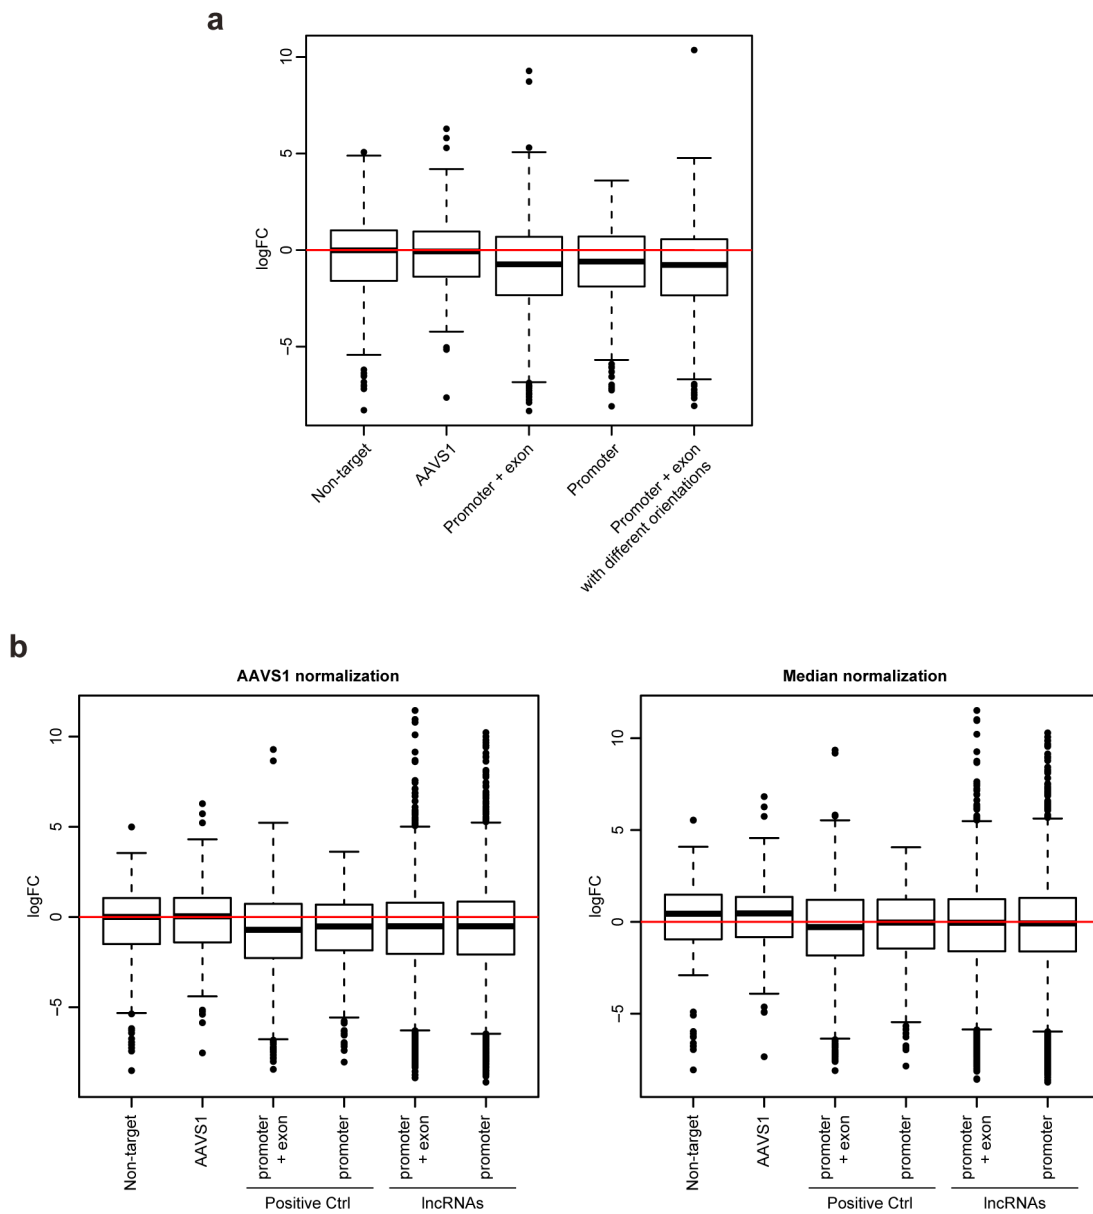 a
10
5
0
−5
logFC
Non-target
AAVS1
Promoter + exon
Promoter
Promoter + exon
with different orientations
b
AAVS1 normalization
10
5
0
−5
logFC
Non-target
AAVS1
promoter
+ exon
promoter
promoter
+ exon
promoter
Positive Ctrl
lncRNAs
Median normalization
10
5
0
−5
logFC
Non-target
AAVS1
promoter
+ exon
promoter
promoter
+ exon
promoter
Positive Ctrl
lncRNAs